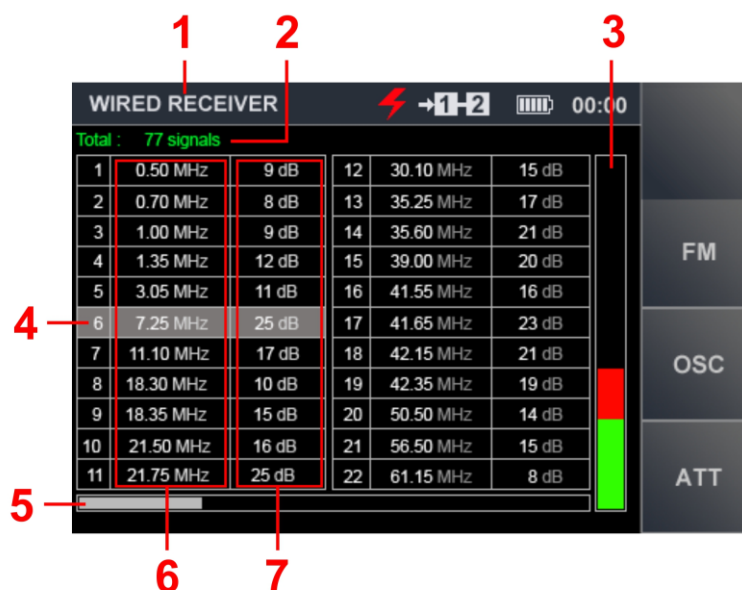 1 2 3
WIRED RECEIVER →1-2 00:00
Total : 77 signals
1 0.50 MHz 9 dB 12 30.10 MHz 15 dB
2 0.70 MHz 8 dB 13 35.25 MHz 17 dB
3 1.00 MHz 9 dB 14 35.60 MHz 21 dB
FM
4 1.35 MHz 12 dB 15 39.00 MHz 20 dB
5 3.05 MHz 11 dB 16 41.55 MHz 16 dB
4 6 7.25 MHz 25 dB 17 41.65 MHz 23 dB
7 11.10 MHz 17 dB 18 42.15 MHz 21 dB
OSC
8 18.30 MHz 10 dB 19 42.35 MHz 19 dB
9 18.35 MHz 15 dB 20 50.50 MHz 14 dB
10 21.50 MHz 16 dB 21 56.50 MHz 15 dB
11 21.75 MHz 25 dB 22 61.15 MHz 8 dB
ATT
5
6 7